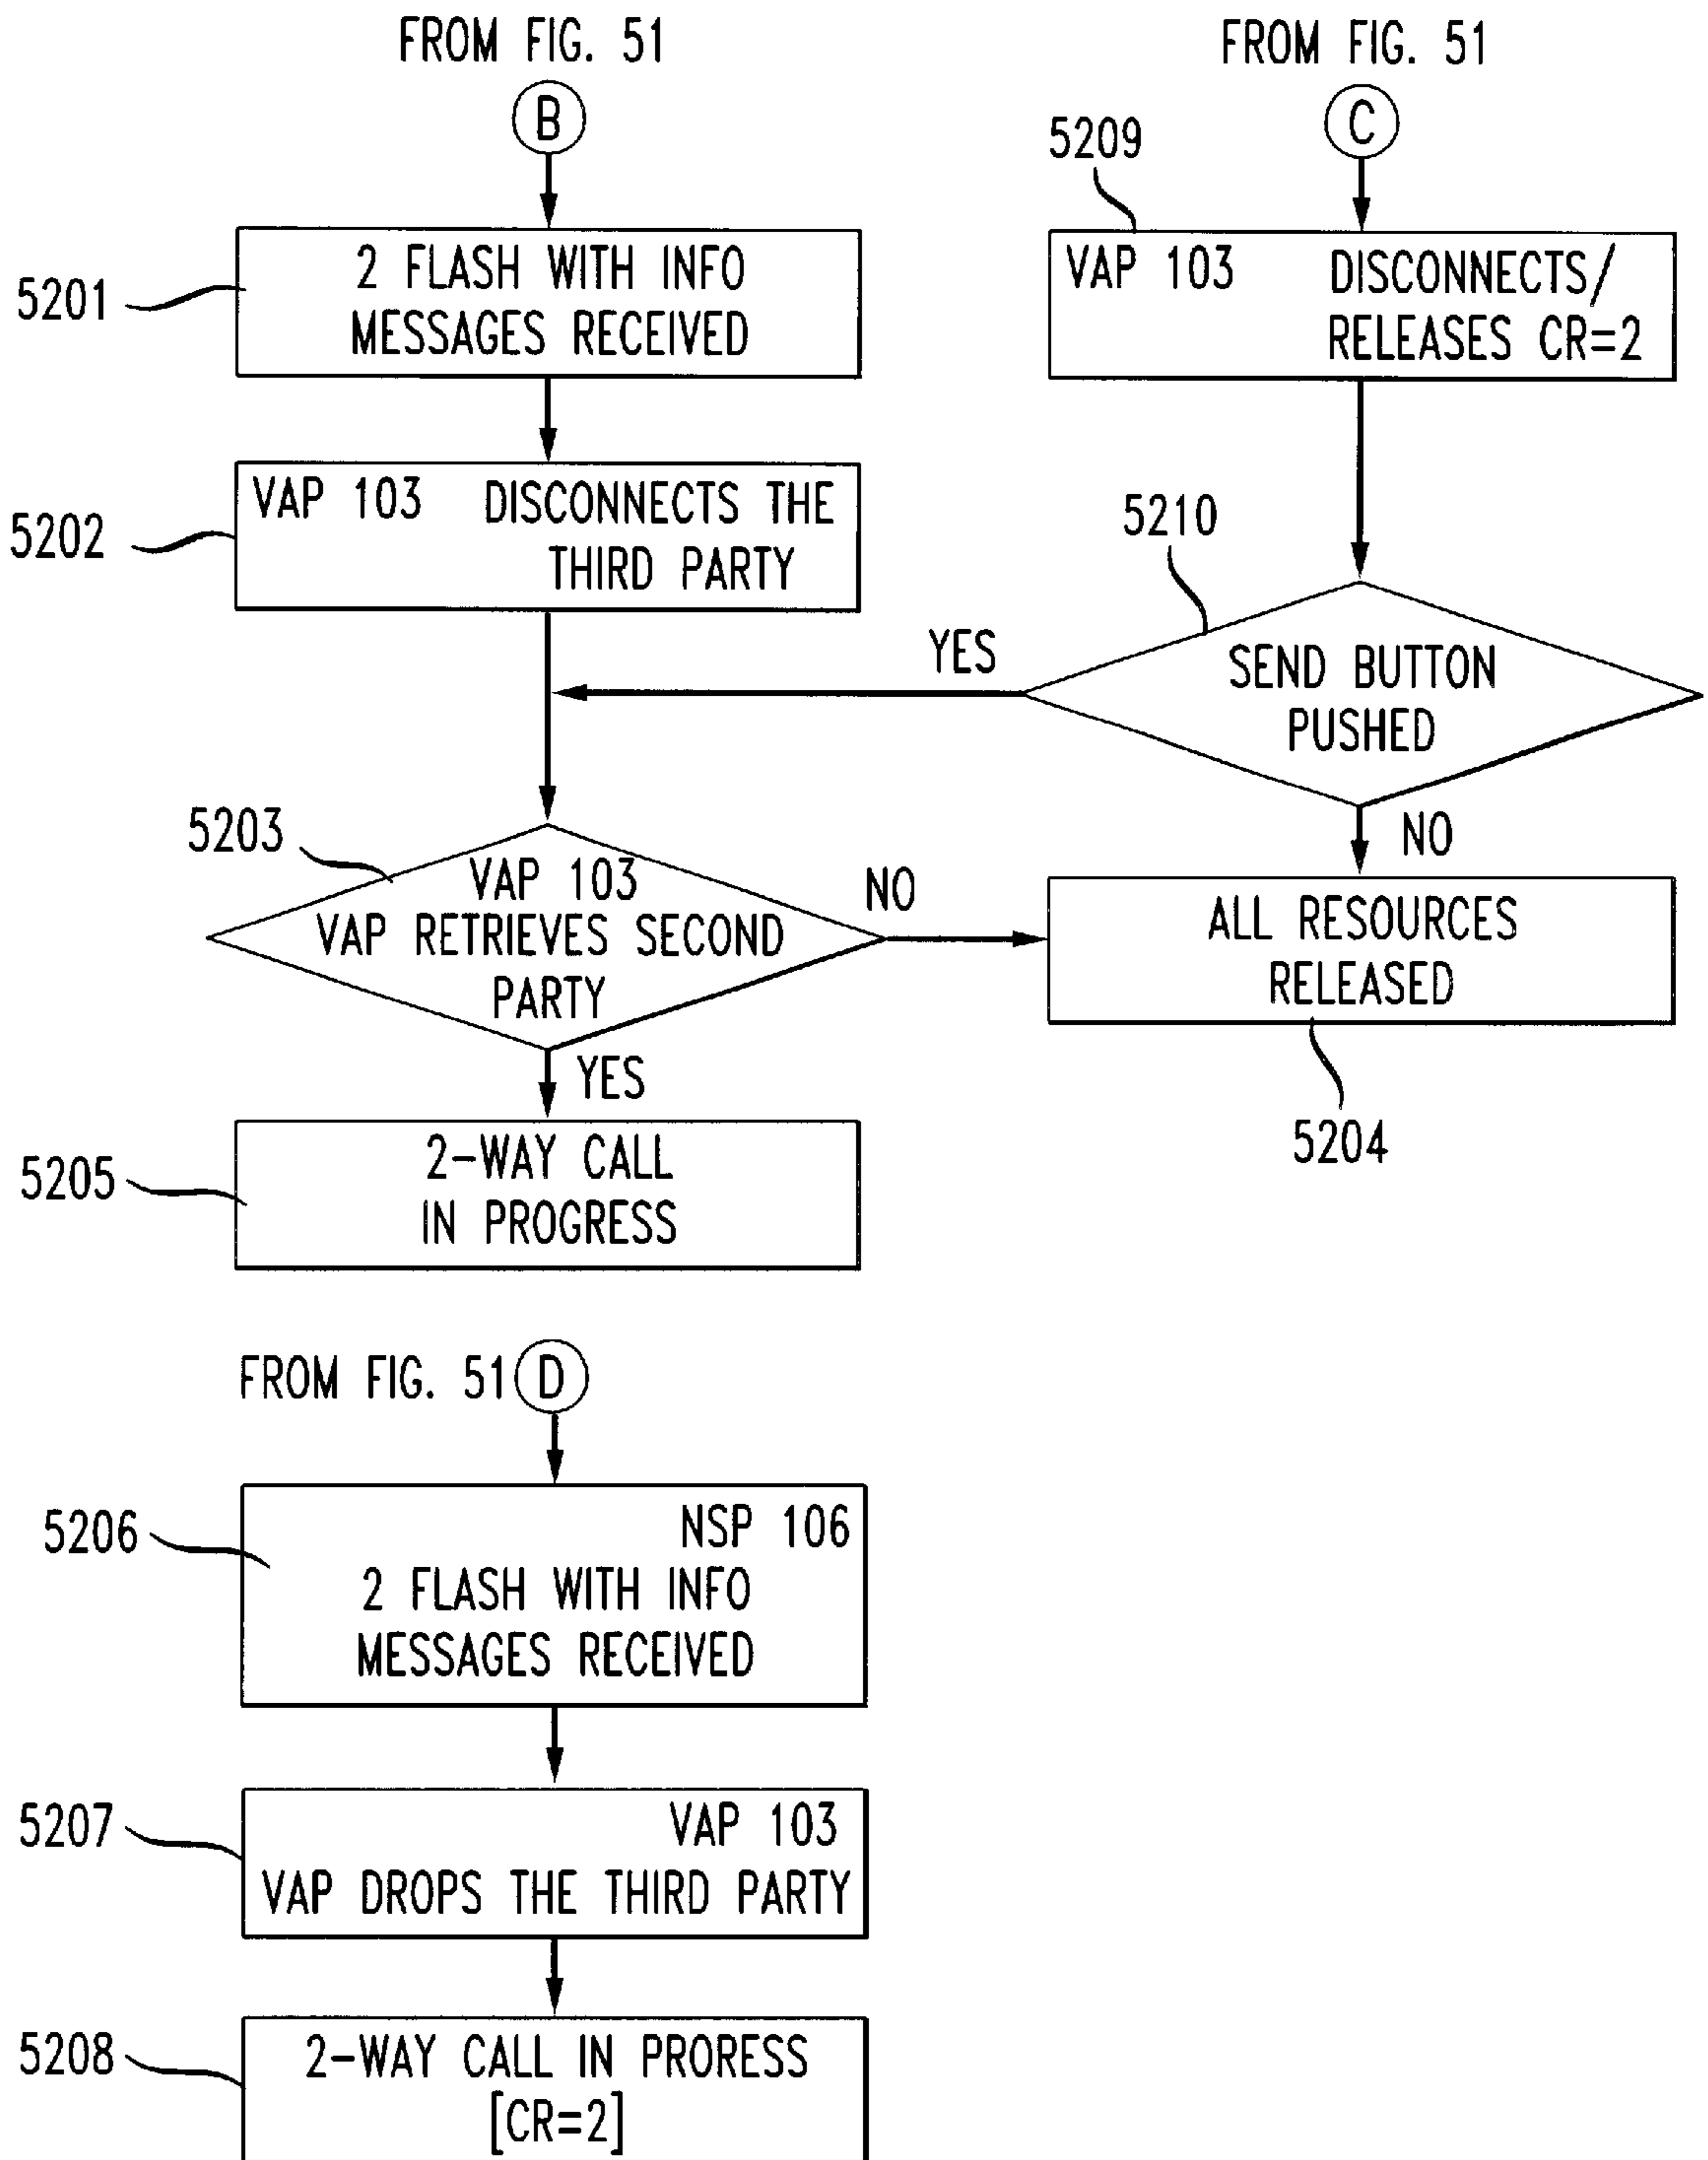 FROM FIG. 51
B
5201
2 FLASH WITH INFO
MESSAGES RECEIVED
5202
VAP 103 DISCONNECTS THE
THIRD PARTY
5203
VAP 103
VAP RETRIEVES SECOND
PARTY
NO
YES
5205
2-WAY CALL
IN PROGRESS
FROM FIG. 51
C
5209
VAP 103 DISCONNECTS/
RELEASES CR=2
5210
SEND BUTTON
PUSHED
YES
NO
ALL RESOURCES
RELEASED
5204
FROM FIG. 51 D
5206
NSP 106
2 FLASH WITH INFO
MESSAGES RECEIVED
5207
VAP 103
VAP DROPS THE THIRD PARTY
5208
2-WAY CALL IN PRORESS
[CR=2]